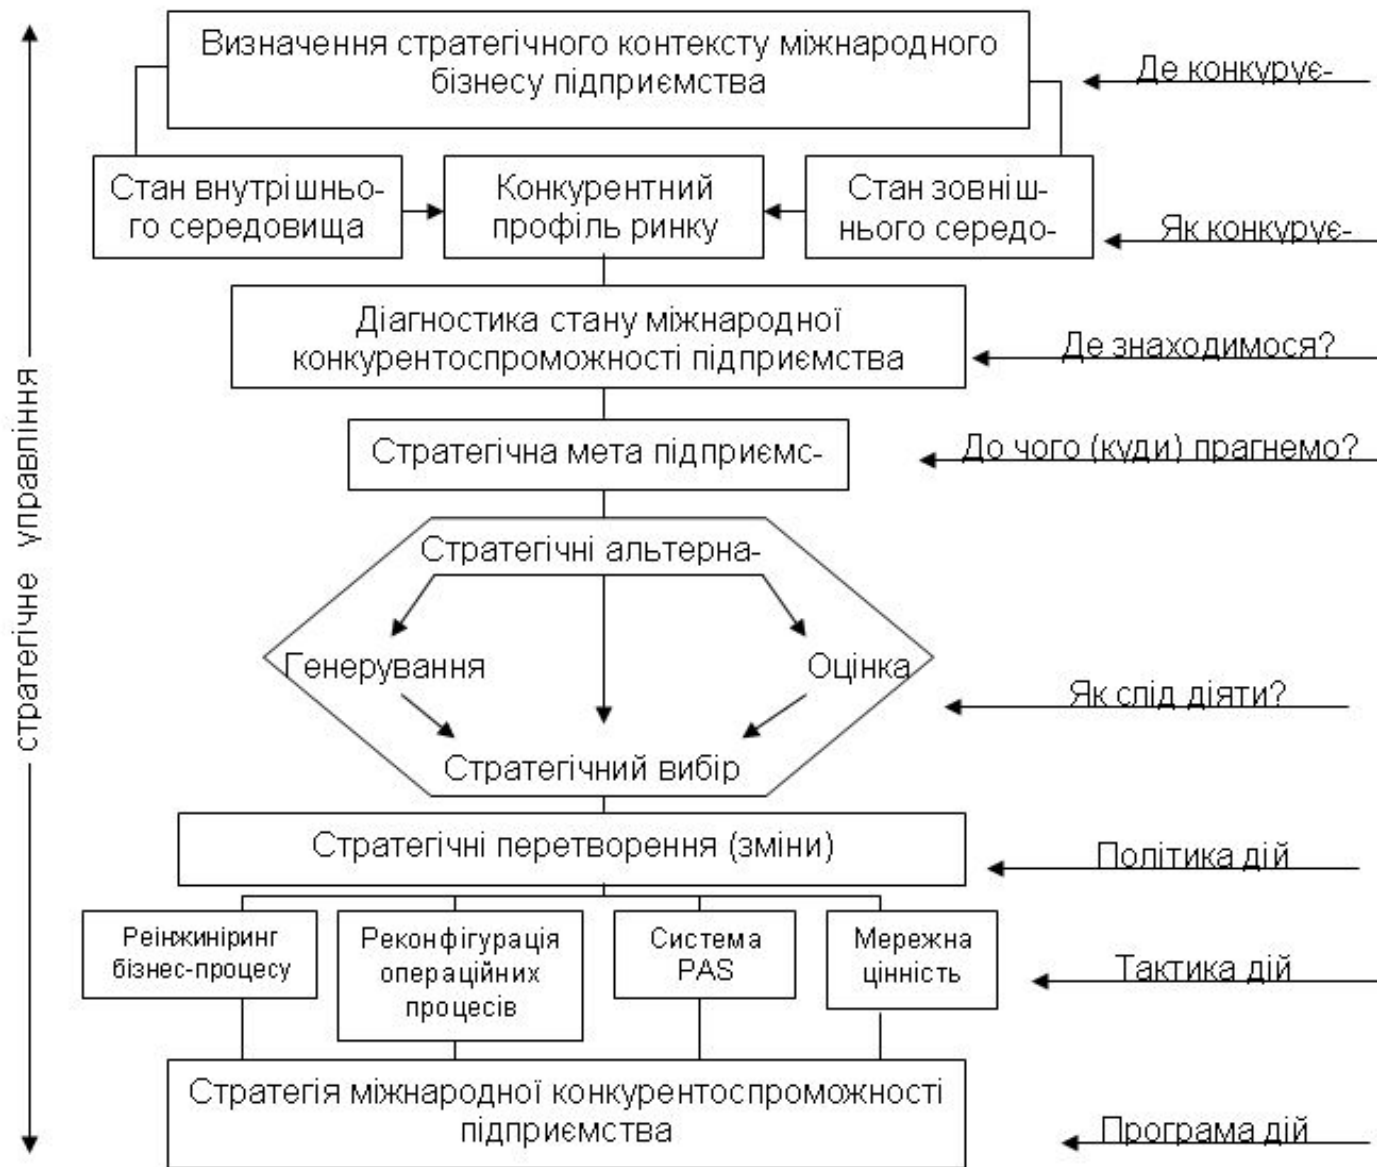 Визначення стратегічного контексту міжнародного
бізнесу підприємства
Де конкурує-
Стан внутрішньо-
го середовища
Конкурентний
профіль ринку
Стан зовніш-
нього середо-
Як конкурує-
Діагностика стану міжнародної
конкурентоспроможності підприємства
Де знаходимося?
Стратегічна мета підприємс-
До чого (куди) прагнемо?
стратегічне управління
Стратегічні альтерна-
Генерування
Оцінка
Як слід діяти?
Стратегічний вибір
Стратегічні перетворення (зміни)
Політика дій
Реінжиніринг
бізнес-процесу
Реконфігурація
операційних
процесів
Система
PAS
Мережна
цінність
Тактика дій
Стратегія міжнародної конкурентоспроможності
підприємства
Програма дій